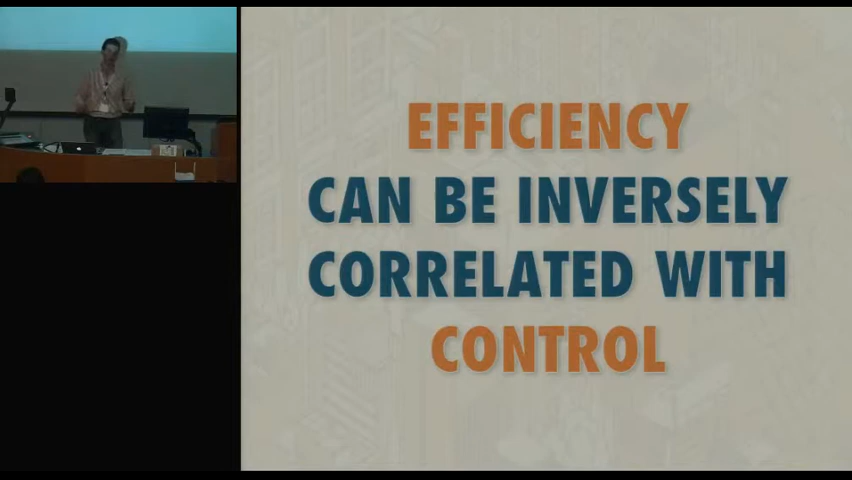 EFFICIENCY
CAN BE INVERSELY
CORRELATED WITH
CONTROL